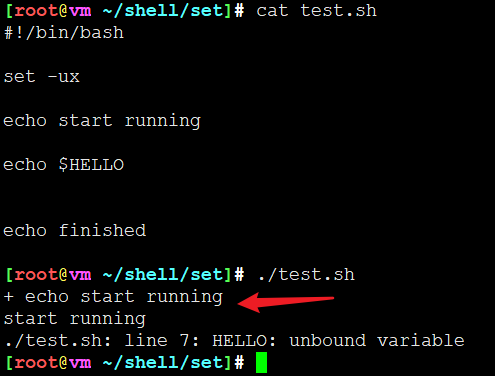 [root@vm ~/shell/set]# cat test.sh
#!/bin/bash
set -ux
echo start running
echo $HELLO
echo finished
[root@vm ~/shell/set]# ./test.sh
+ echo start running
start running
./test.sh: line 7: HELLO: unbound variable
[root@vm ~/shell/set]#